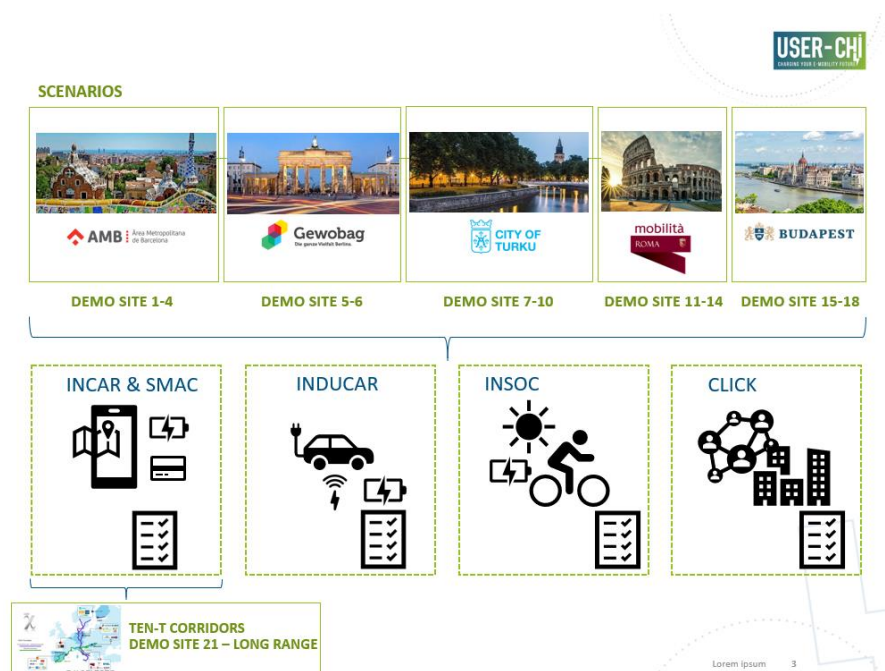 USER-CHI
CHARGING YOUR E-MOBILITY FUTURE
SCENARIOS
AMB Àrea Metropolitana
de Barcelona
Gewobag
Die ganze Vielfalt Berlins.
CITY OF
TURKU
mobilità
ROMA
BUDAPEST
DEMO SITE 1-4
DEMO SITE 5-6
DEMO SITE 7-10
DEMO SITE 11-14
DEMO SITE 15-18
INCAR & SMAC
INDUCAR
INSOC
CLICK
TEN-T CORRIDORS
DEMO SITE 21 – LONG RANGE
Lorem ipsum 3